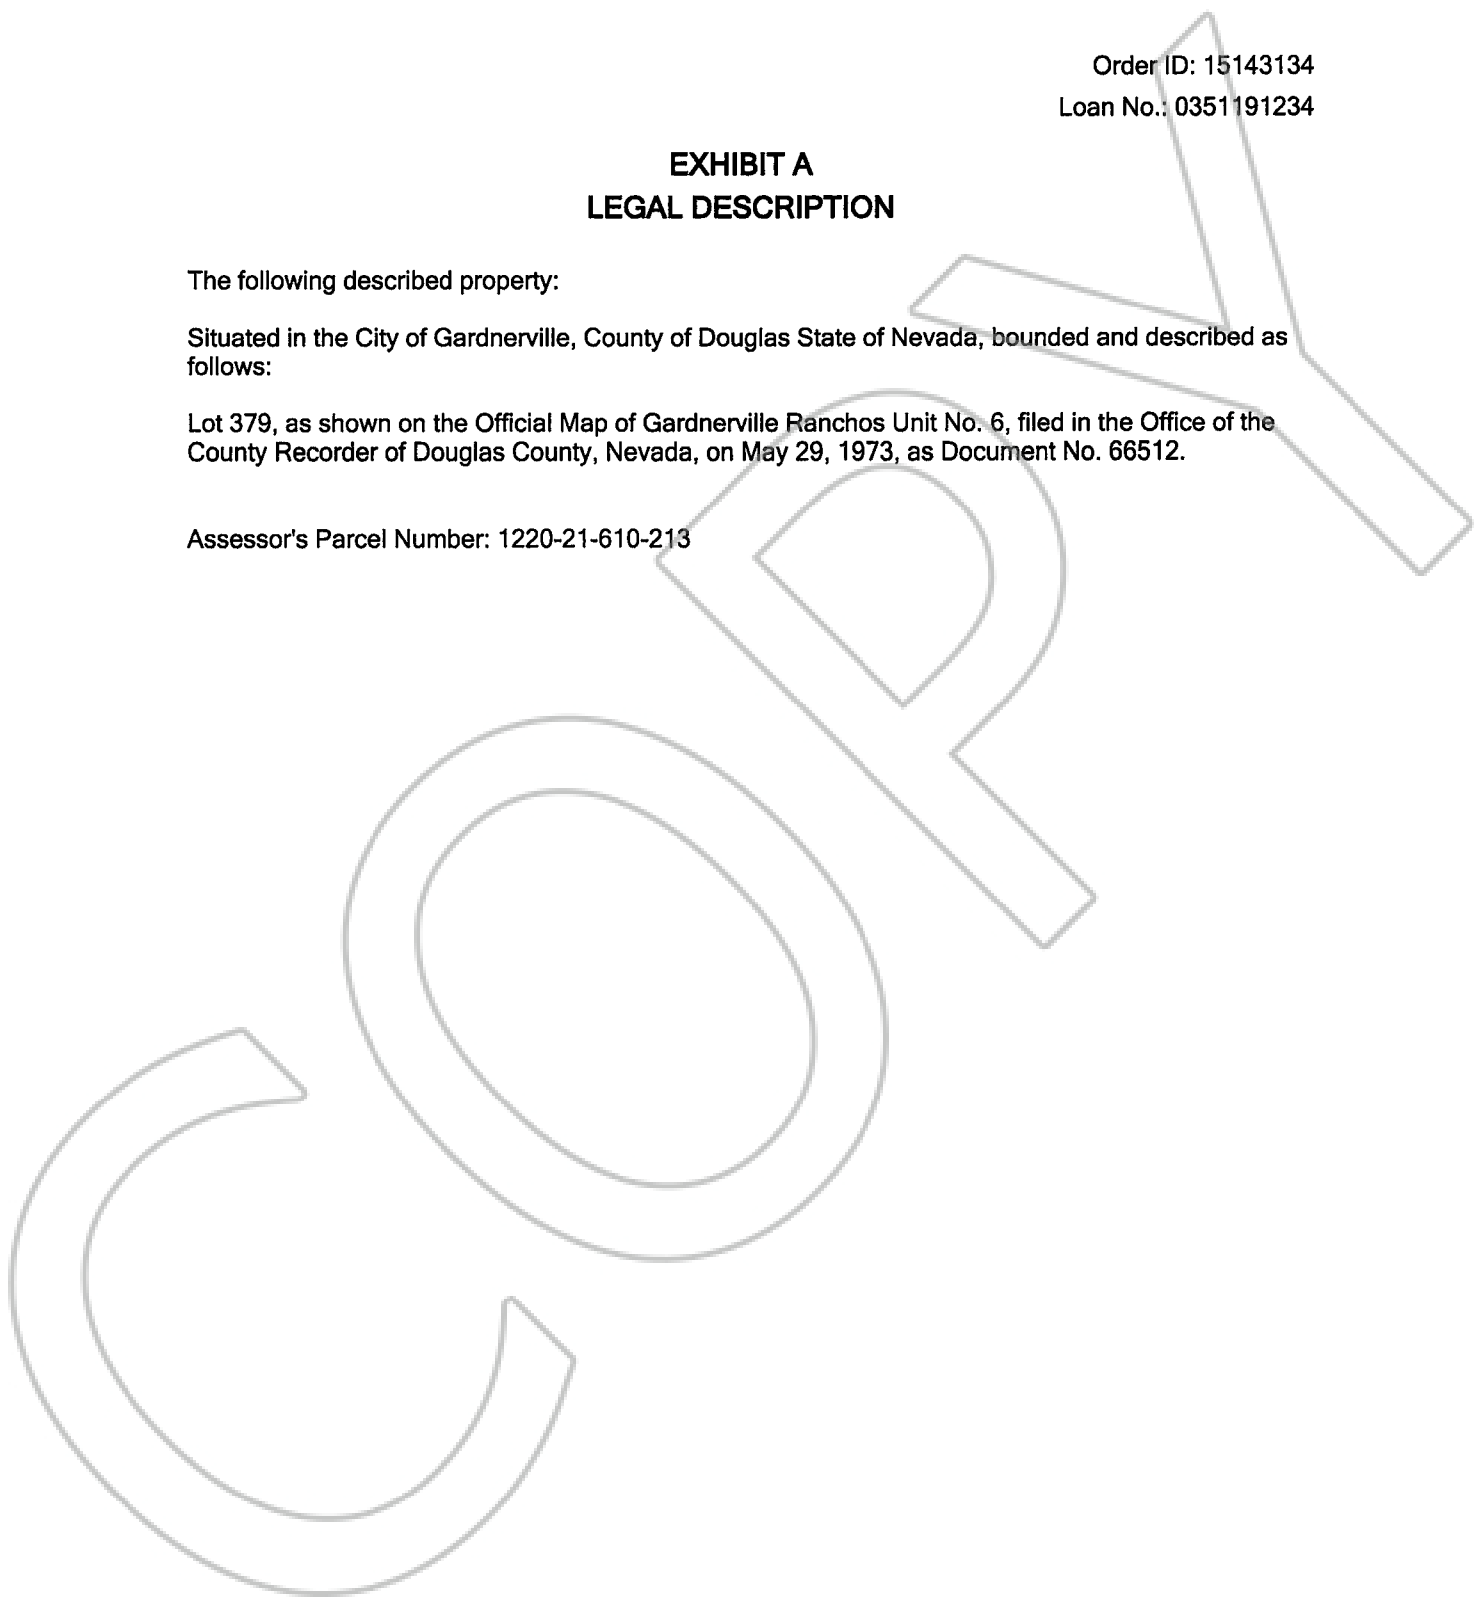 Order ID: 15143134
Loan No.: 0351191234
EXHIBIT A
LEGAL DESCRIPTION
The following described property:
Situated in the City of Gardnerville, County of Douglas State of Nevada, bounded and described as
follows:
Lot 379, as shown on the Official Map of Gardnerville Ranchos Unit No. 6, filed in the Office of the
County Recorder of Douglas County, Nevada, on May 29, 1973, as Document No. 66512.
Assessor's Parcel Number: 1220-21-610-213
COPY